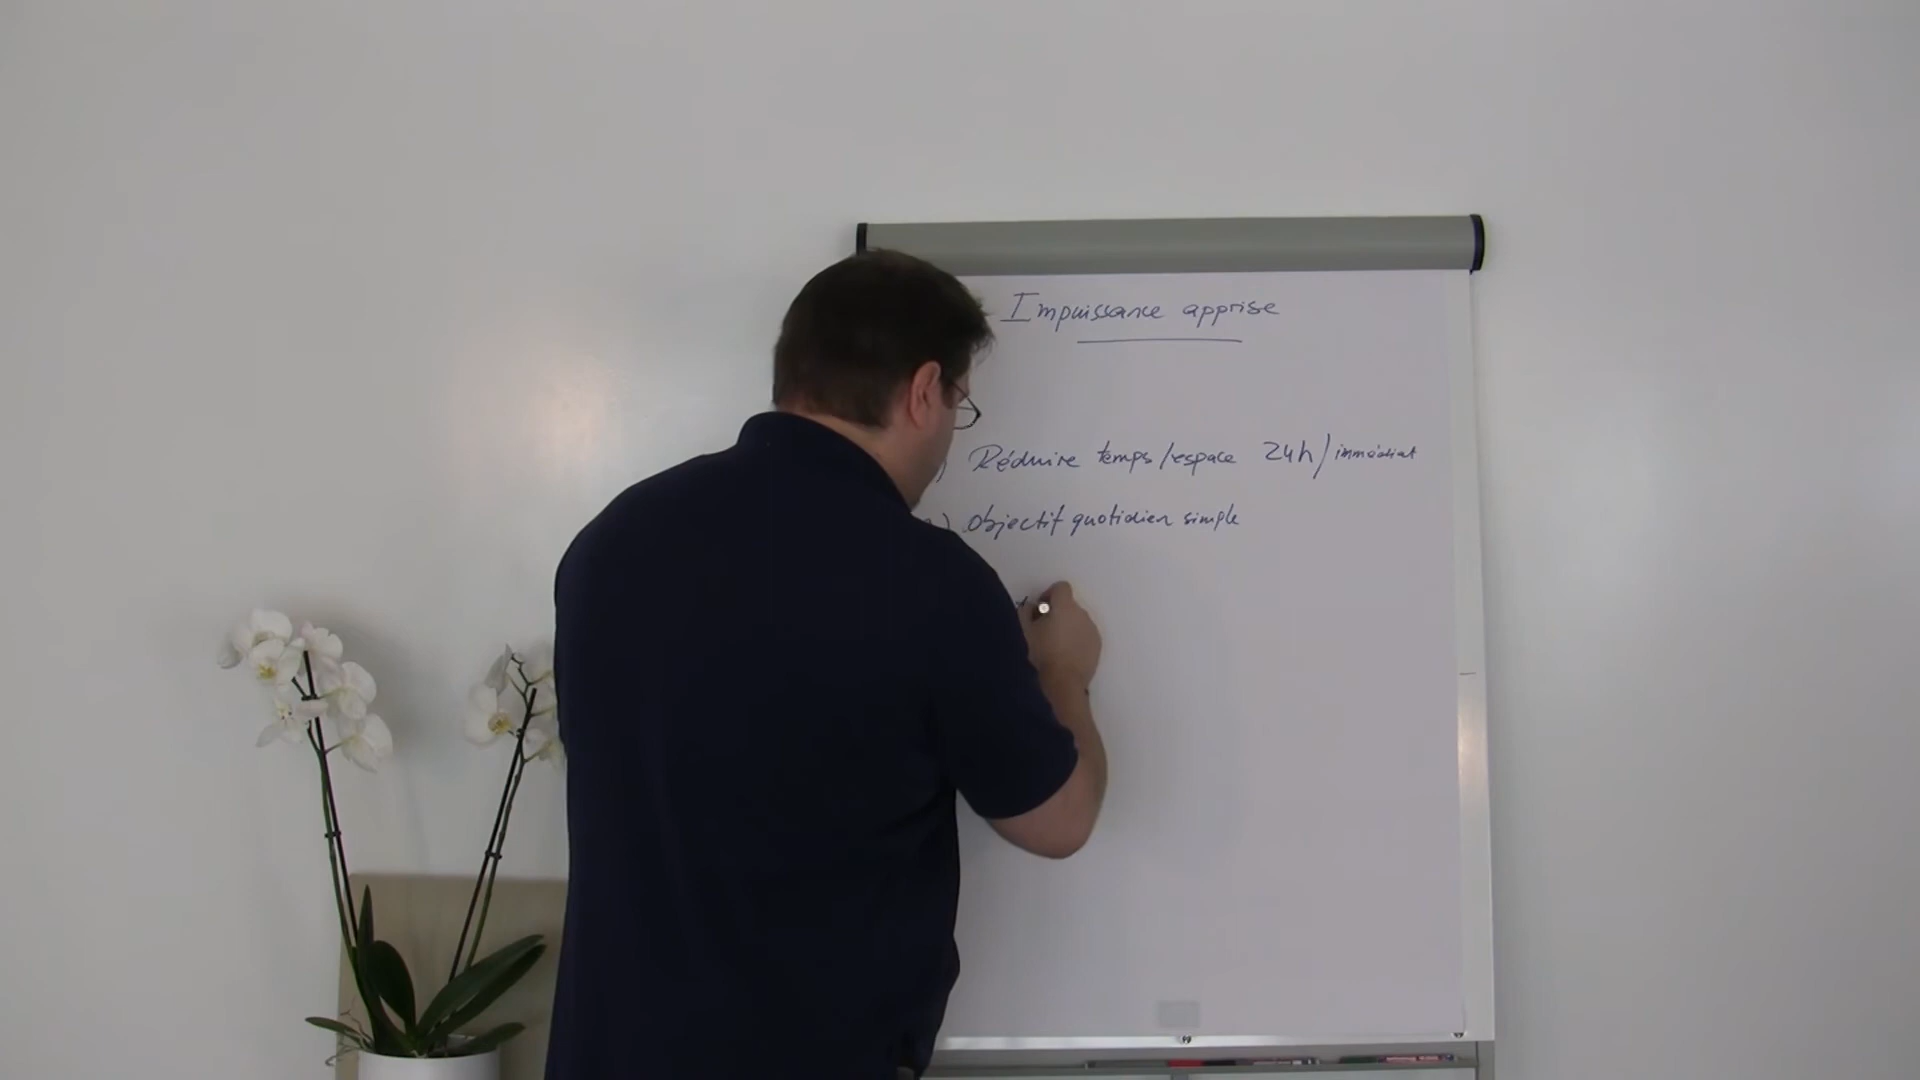 Impuissance apprise
) Réduire temps/espace 24h/immédiat
) Objectif quotidien simple